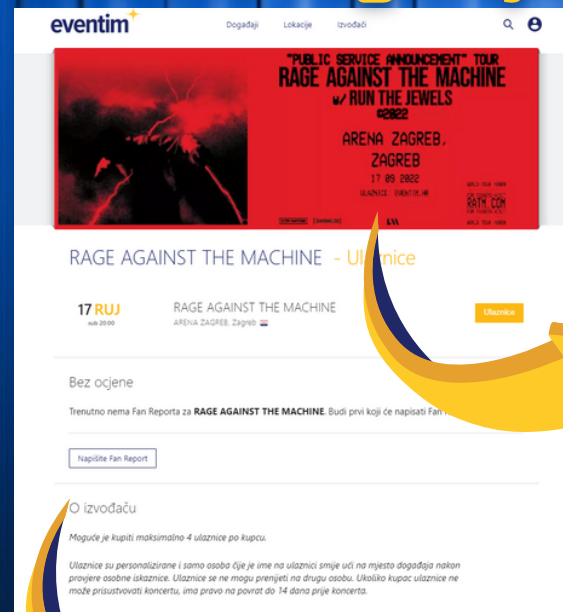 eventim
Događaji Lokacije Izvođači
"PUBLIC SERVICE ANNOUNCEMENT" TOUR
RAGE AGAINST THE MACHINE
w/ RUN THE JEWELS
©2022
ARENA ZAGREB,
ZAGREB
17 09 2022
ULAZNICE: EVENTIM.HR
RATM.COM
RAGE AGAINST THE MACHINE - Ulaznice
17 RUJ
sub 20:00
RAGE AGAINST THE MACHINE
ARENA ZAGREB, Zagreb
Ulaznice
Bez ocjene
Trenutno nema Fan Reporta za RAGE AGAINST THE MACHINE. Budi prvi koji će napisati Fan
Napišite Fan Report
O izvođaču
Moguće je kupiti maksimalno 4 ulaznice po kupcu.
Ulaznice su personalizirane i samo osoba čije je ime na ulaznici smije ući na mjesto događaja nakon
provjere osobne iskaznice. Ulaznice se ne mogu prenijeti na drugu osobu. Ukoliko kupac ulaznice ne
može prisustvovati koncertu, ima pravo na povrat do 14 dana prije koncerta.